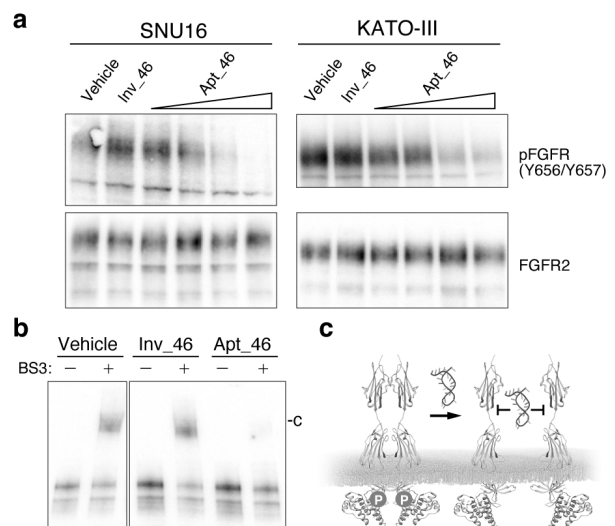 a
SNU16
KATO-III
Vehicle
Inv_46
Apt_46
Vehicle
Inv_46
Apt_46
pFGFR
(Y656/Y657)
FGFR2
b
Vehicle Inv_46 Apt_46
BS3: – + – + – +
-c
c
P P